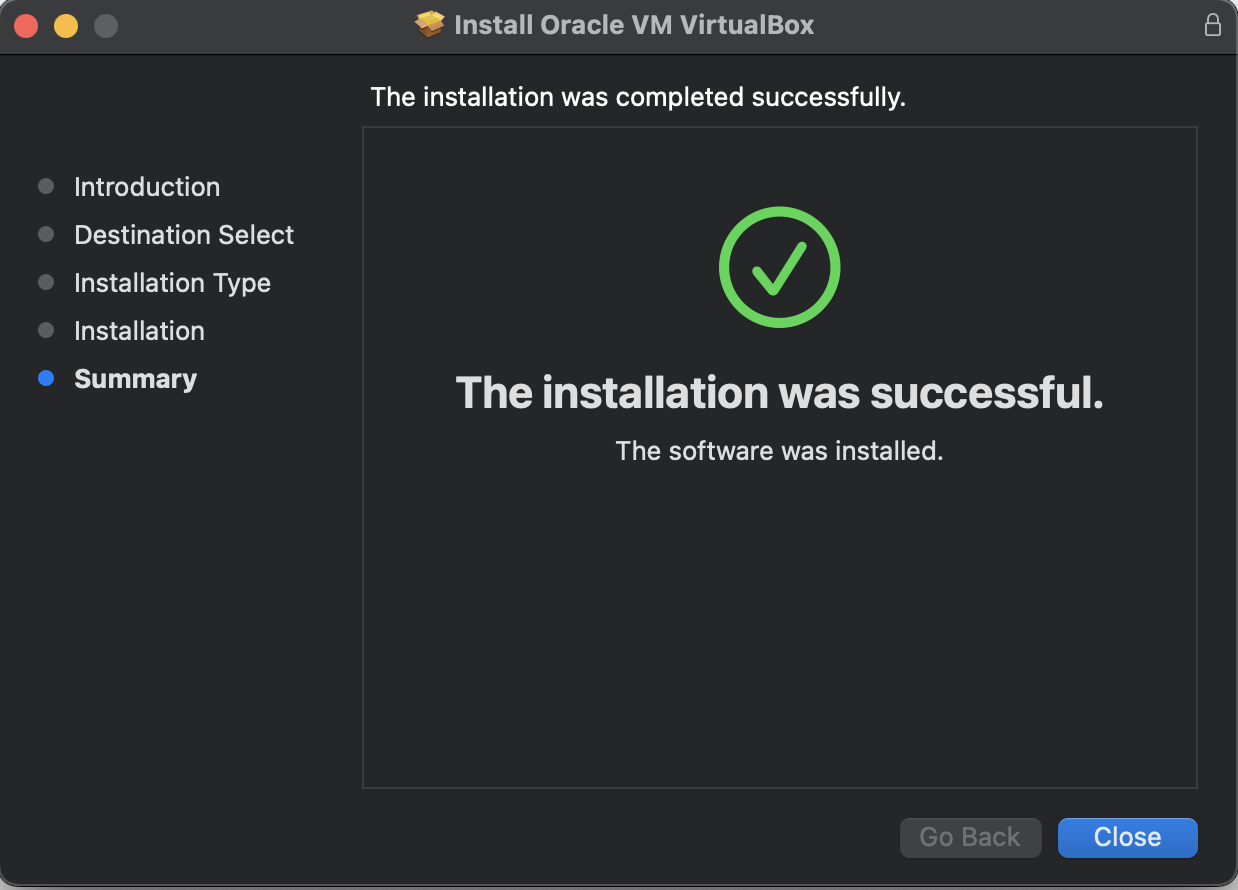 Install Oracle VM VirtualBox
The installation was completed successfully.
Introduction
Destination Select
Installation Type
Installation
Summary
The installation was successful.
The software was installed.
Go Back
Close